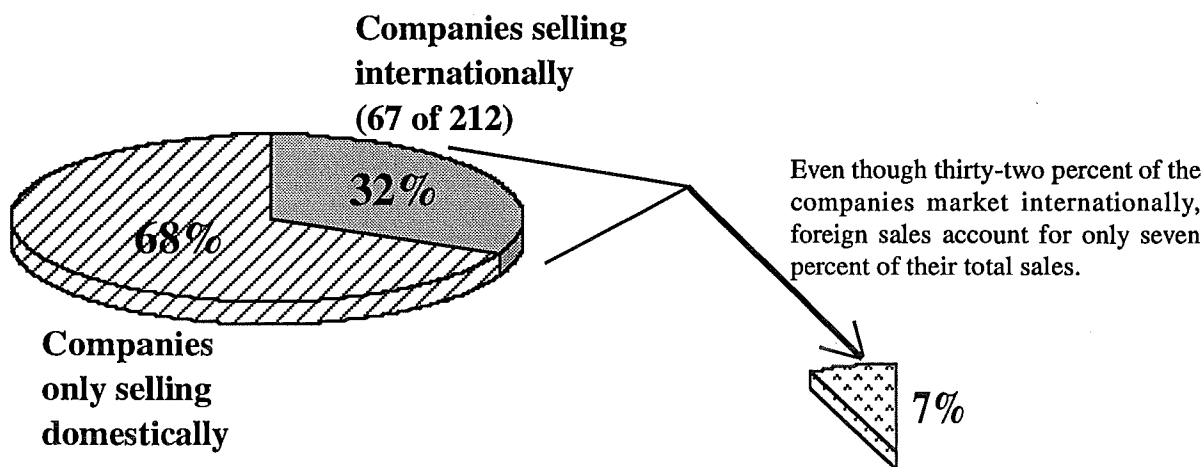 Companies selling
internationally
(67 of 212)
32%
68%
Companies
only selling
domestically
Even though thirty-two percent of the
companies market internationally,
foreign sales account for only seven
percent of their total sales.
7%